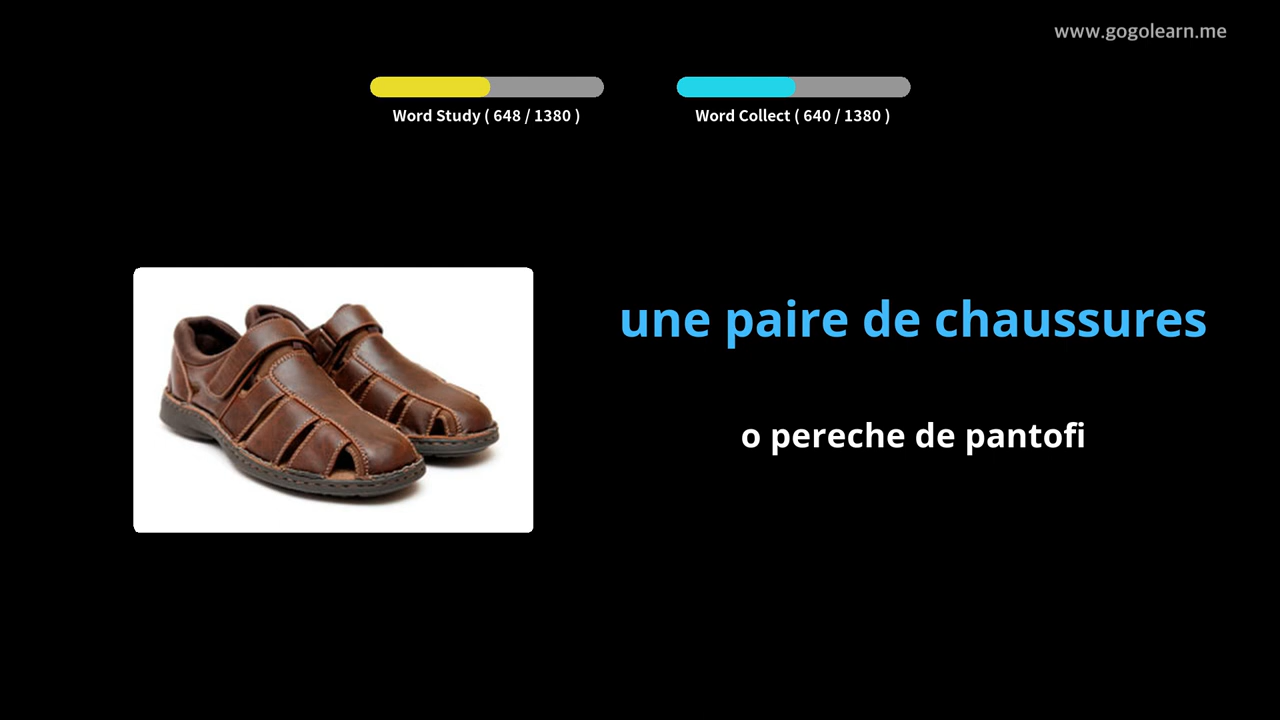 www.gogolearn.me
Word Study ( 648 / 1380 )
Word Collect ( 640 / 1380 )
une paire de chaussures
o pereche de pantofi